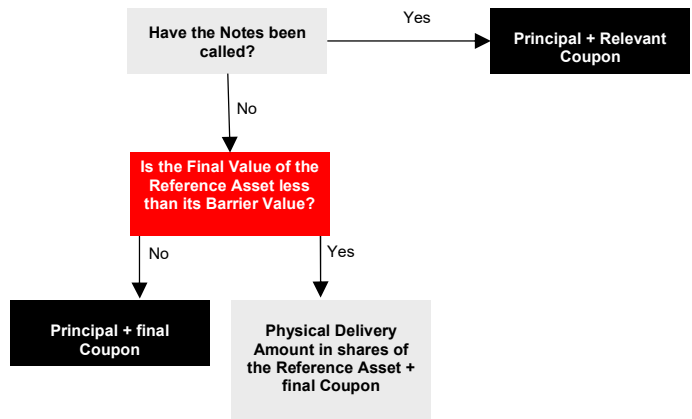 Have the Notes been
called?
Yes
Principal + Relevant
Coupon
No
Is the Final Value of the
Reference Asset less
than its Barrier Value?
No
Yes
Principal + final
Coupon
Physical Delivery
Amount in shares of
the Reference Asset +
final Coupon